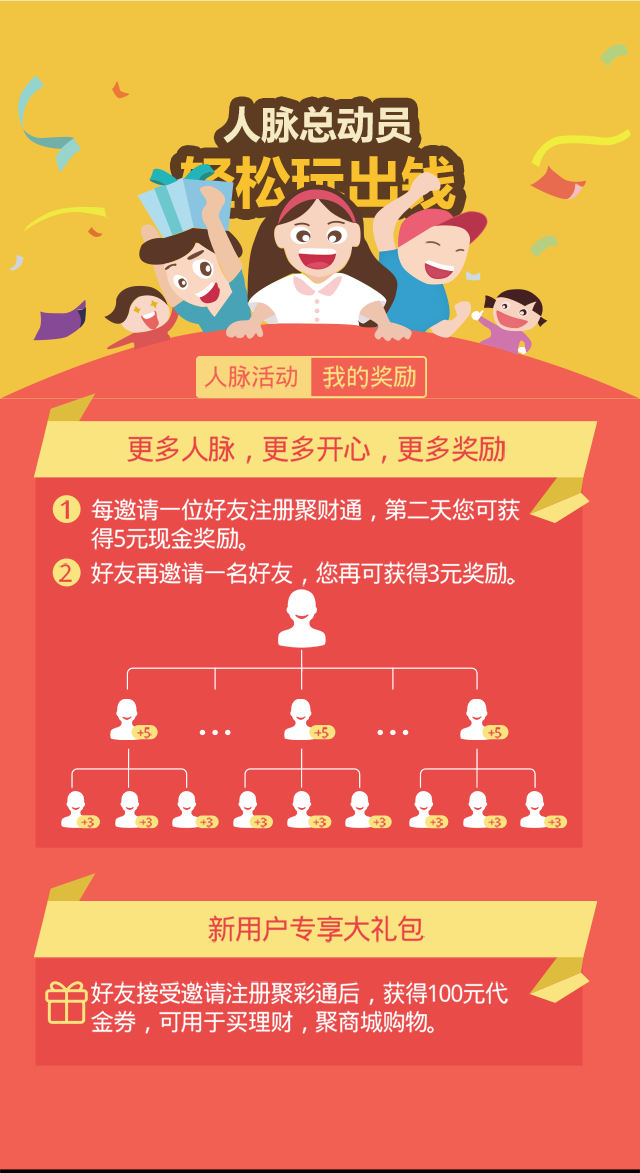 人脉总动员
轻松玩出线
人脉活动 我的奖励
更多人脉，更多开心，更多奖励
1 每邀请一位好友注册聚财通，第二天您可获
得5元现金奖励。
2 好友再邀请一名好友，您再可获得3元奖励。
+5 +5 +5
+3 +3 +3 +3 +3 +3 +3 +3 +3
新用户专享大礼包
好友接受邀请注册聚彩通后，获得100元代
金券，可用于买理财，聚商城购物。